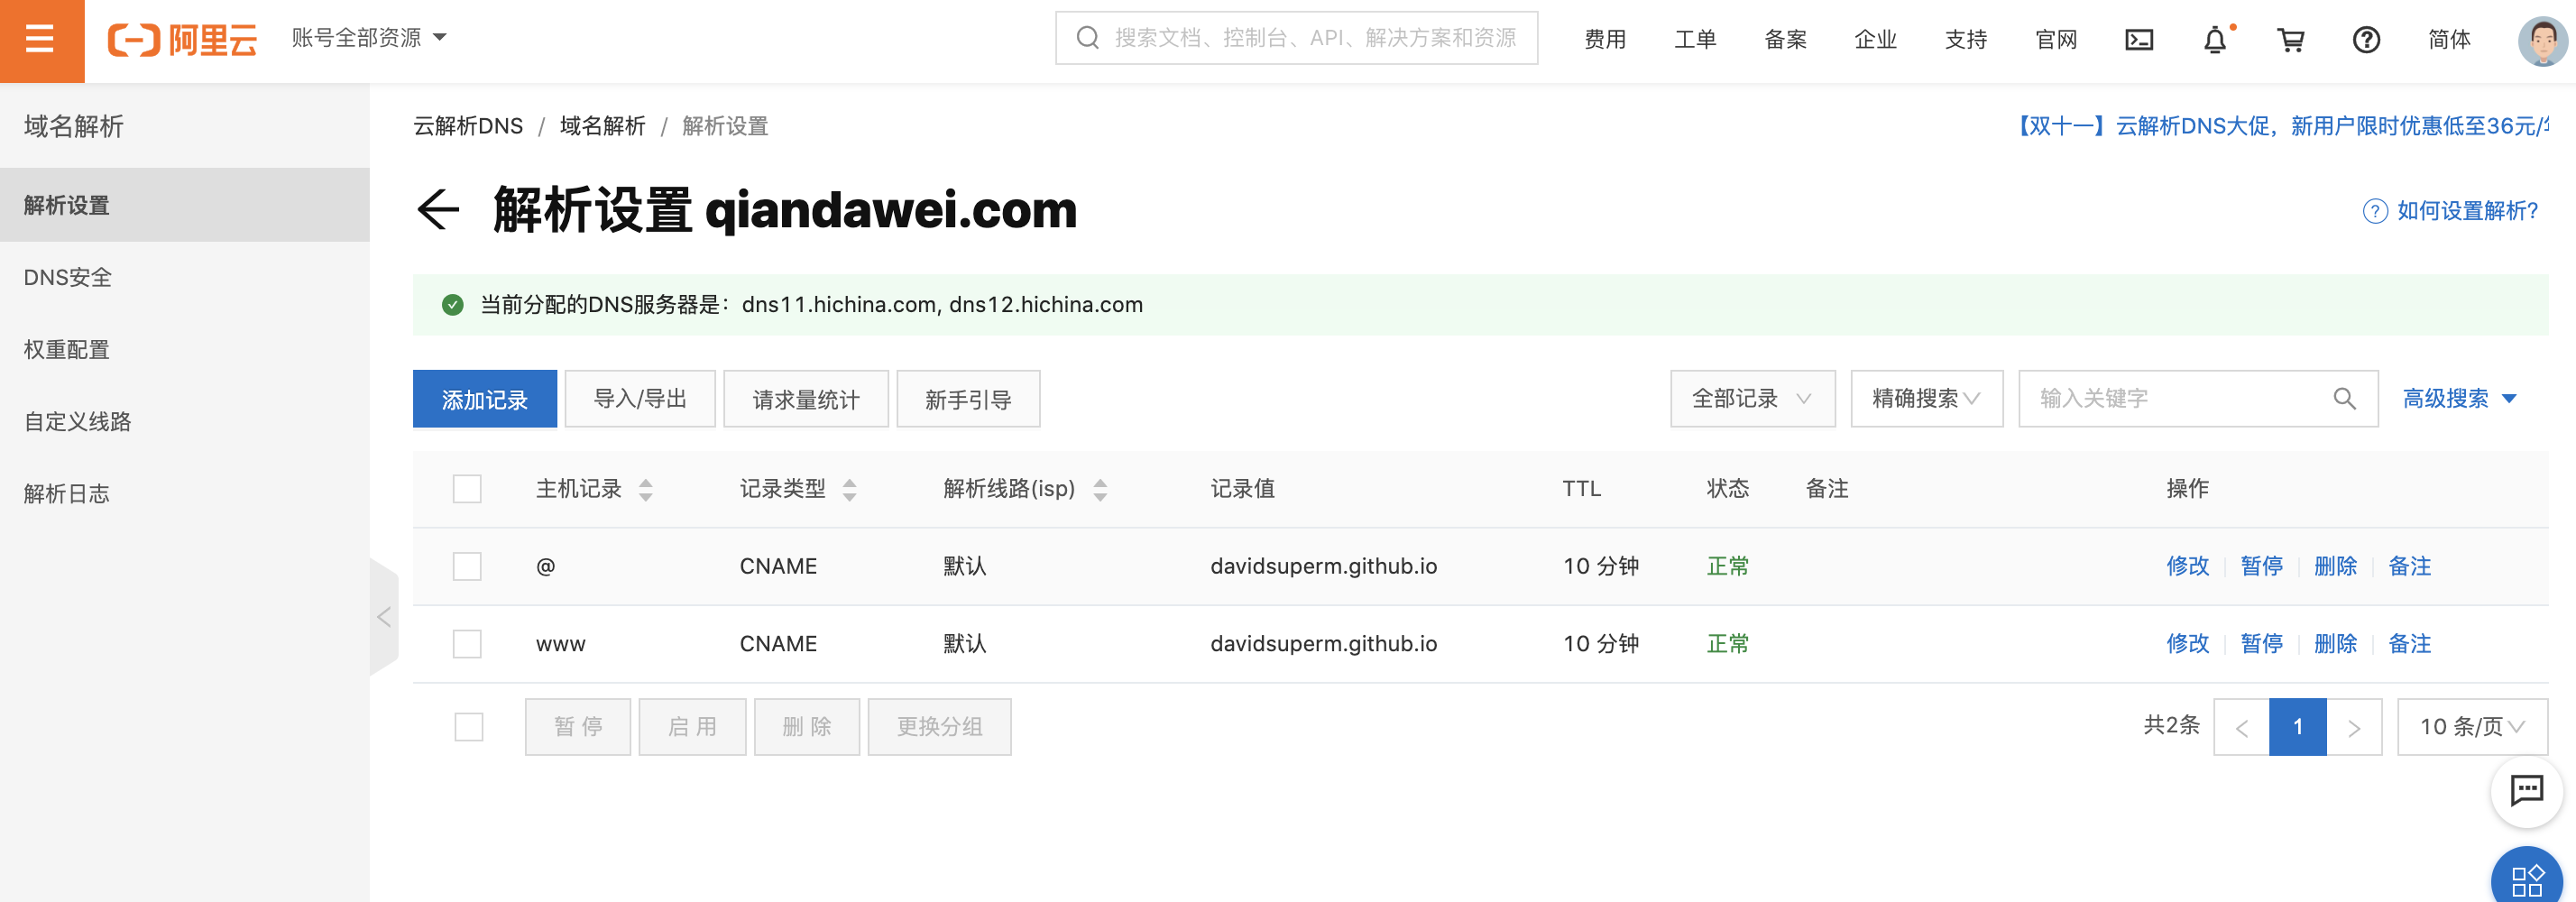 阿里云 账号全部资源 搜索文档、控制台、API、解决方案和资源 费用 工单 备案 企业 支持 官网 简体
域名解析
解析设置
DNS安全
权重配置
自定义线路
解析日志
云解析DNS / 域名解析 / 解析设置
【双十一】云解析DNS大促，新用户限时优惠低至36元/
解析设置 qiandawei.com
如何设置解析?
当前分配的DNS服务器是：dns11.hichina.com, dns12.hichina.com
添加记录 导入/导出 请求量统计 新手引导 全部记录 精确搜索 输入关键字 高级搜索
主机记录 记录类型 解析线路(isp) 记录值 TTL 状态 备注 操作
@ CNAME 默认 davidsuperm.github.io 10 分钟 正常 修改 暂停 删除 备注
www CNAME 默认 davidsuperm.github.io 10 分钟 正常 修改 暂停 删除 备注
暂 停 启 用 删 除 更换分组 共2条 < 1 > 10 条/页